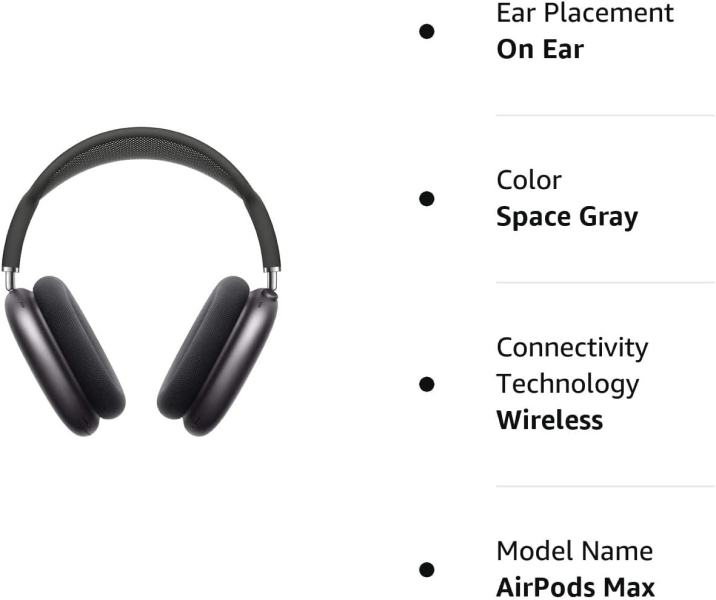 Ear Placement
On Ear
Color
Space Gray
Connectivity
Technology
Wireless
Model Name
AirPods Max